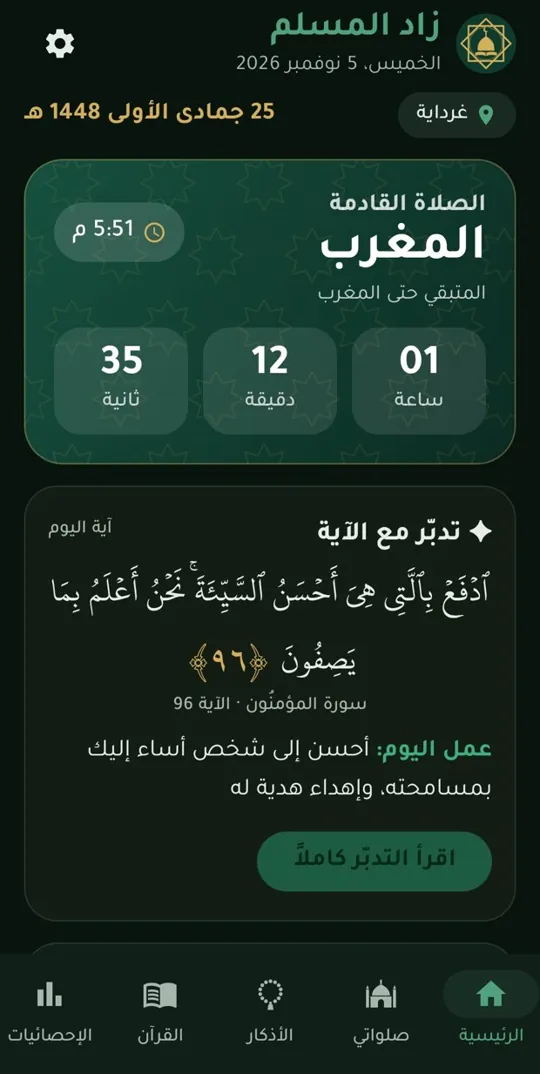 زاد المسلم
الخميس، 5 نوفمبر 2026
غرداية
25 جمادى الأولى 1448 هـ
الصلاة القادمة
المغرب
5:51 م
المتبقي حتى المغرب
01
ساعة
12
دقيقة
35
ثانية
تدبّر مع الآية
آية اليوم
ٱدۡفَعۡ بِٱلَّتِي هِيَ أَحۡسَنُ ٱلسَّيِّئَةَۚ نَحۡنُ أَعۡلَمُ بِمَا
يَصِفُونَ ﴿٩٦﴾
سورة المؤمنُون · الآية 96
عمل اليوم: أحسن إلى شخص أساء إليك
بمسامحته، وإهداء هدية له
اقرأ التدبّر كاملاً
الرئيسية
صلواتي
الأذكار
القرآن
الإحصائيات